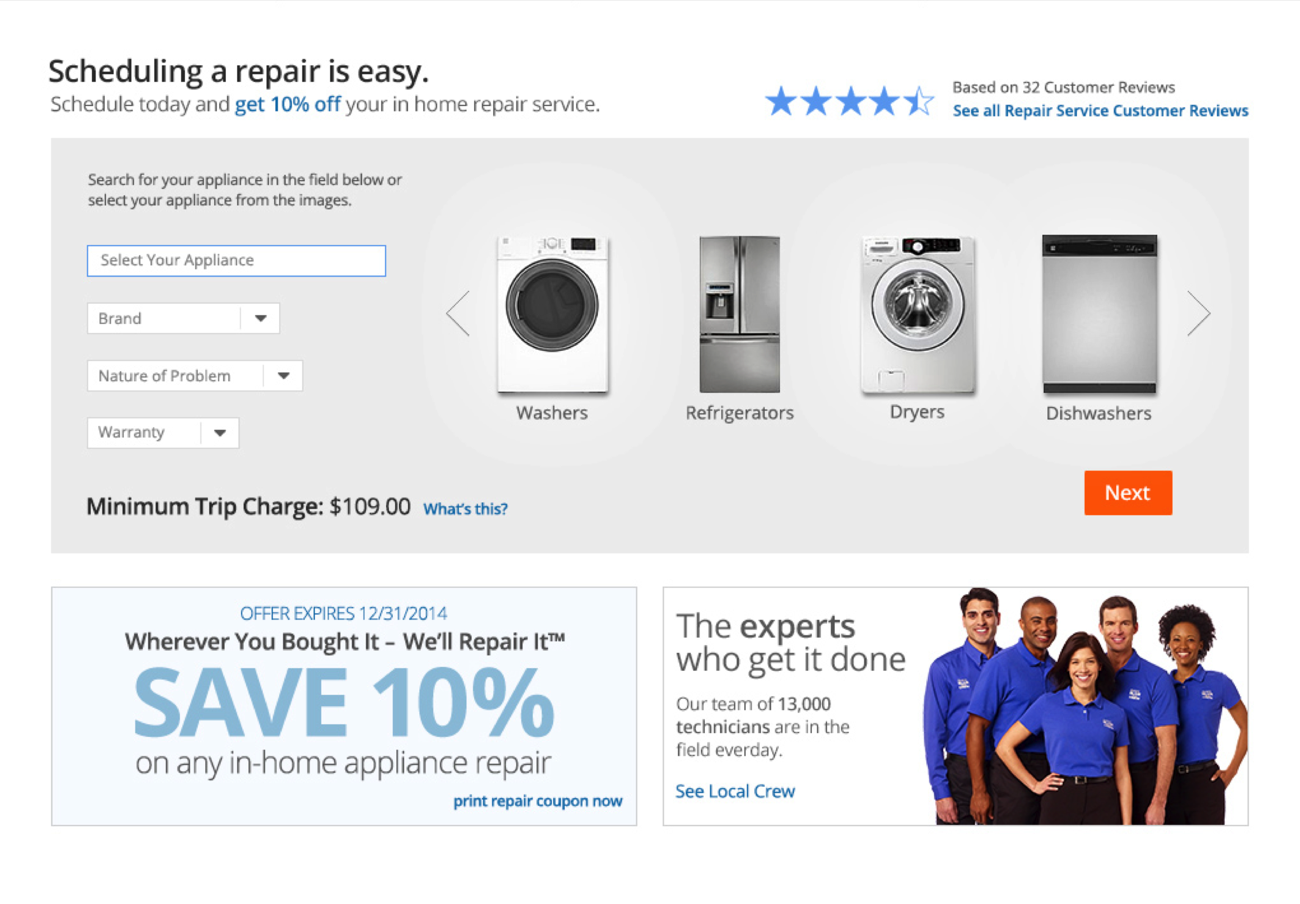 Scheduling a repair is easy.
Schedule today and get 10% off your in home repair service.
Based on 32 Customer Reviews
See all Repair Service Customer Reviews
Search for your appliance in the field below or
select your appliance from the images.
Select Your Appliance
Brand
Nature of Problem
Warranty
Washers
Refrigerators
Dryers
Dishwashers
Minimum Trip Charge: $109.00 What's this?
Next
OFFER EXPIRES 12/31/2014
Wherever You Bought It – We'll Repair It™
SAVE 10%
on any in-home appliance repair
print repair coupon now
The experts
who get it done
Our team of 13,000
technicians are in the
field everday.
See Local Crew